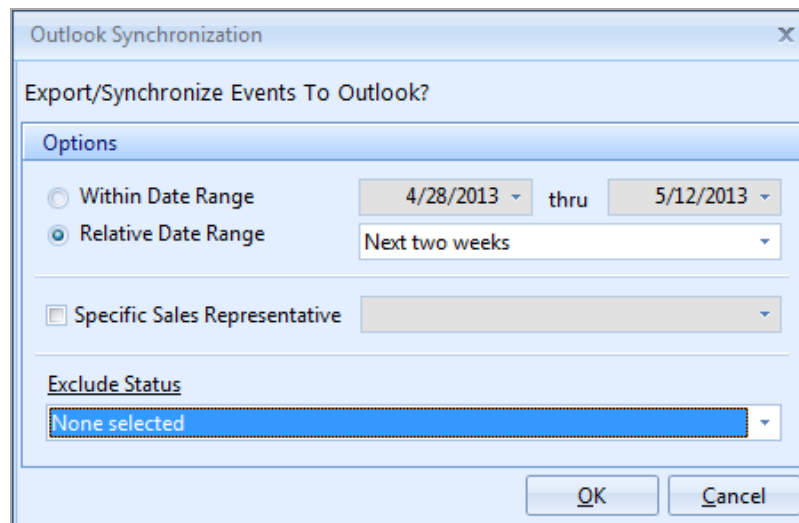 Outlook Synchronization
Export/Synchronize Events To Outlook?
Options
Within Date Range 4/28/2013 thru 5/12/2013
Relative Date Range Next two weeks
Specific Sales Representative
Exclude Status
None selected
OK Cancel